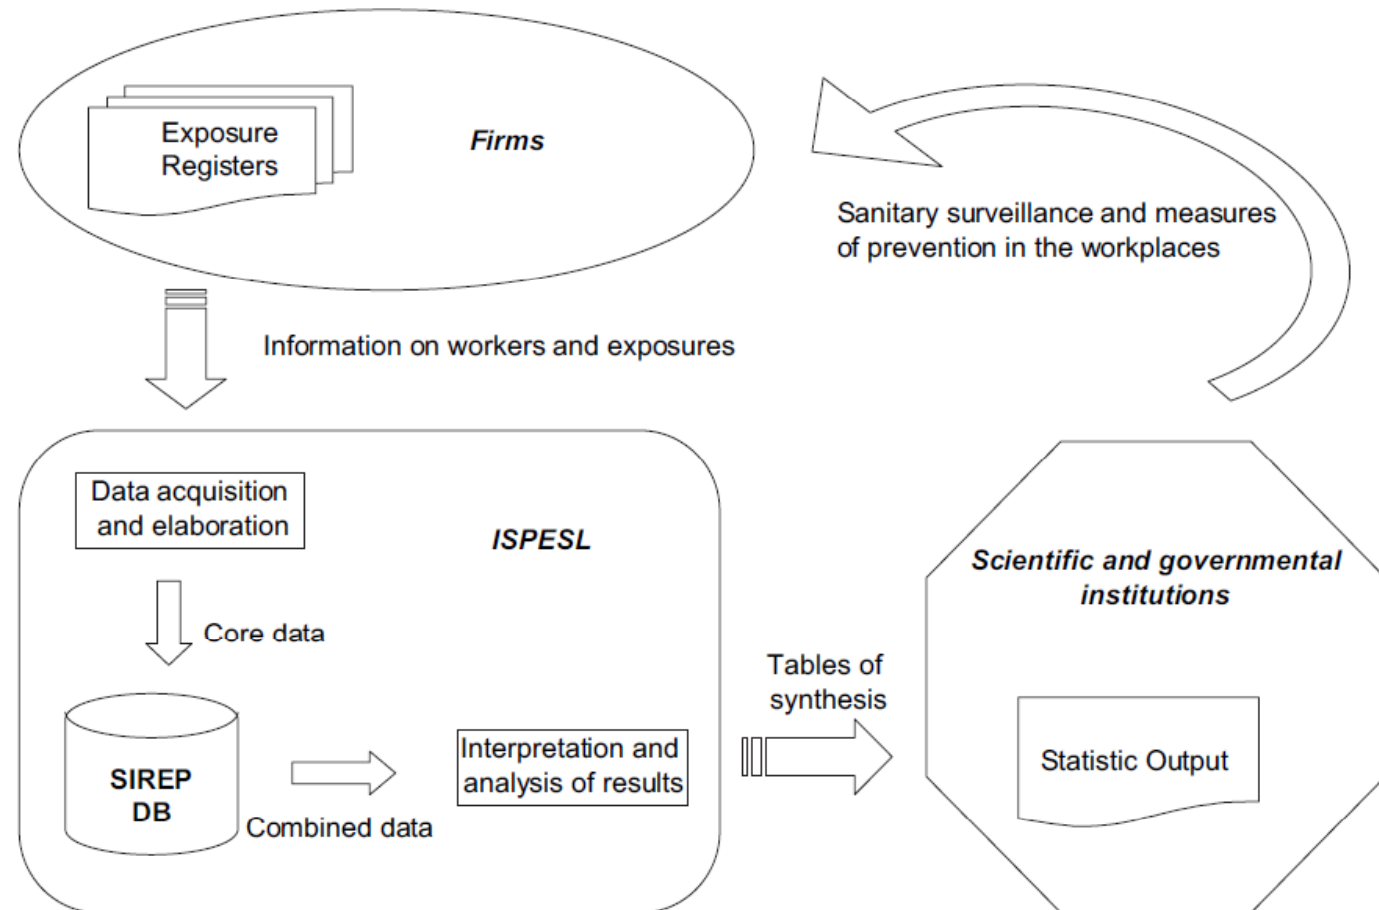 Exposure
Registers
Firms
Sanitary surveillance and measures
of prevention in the workplaces
Information on workers and exposures
Data acquisition
and elaboration
ISPESL
Core data
SIREP
DB
Combined data
Interpretation and
analysis of results
Tables of
synthesis
Scientific and governmental
institutions
Statistic Output